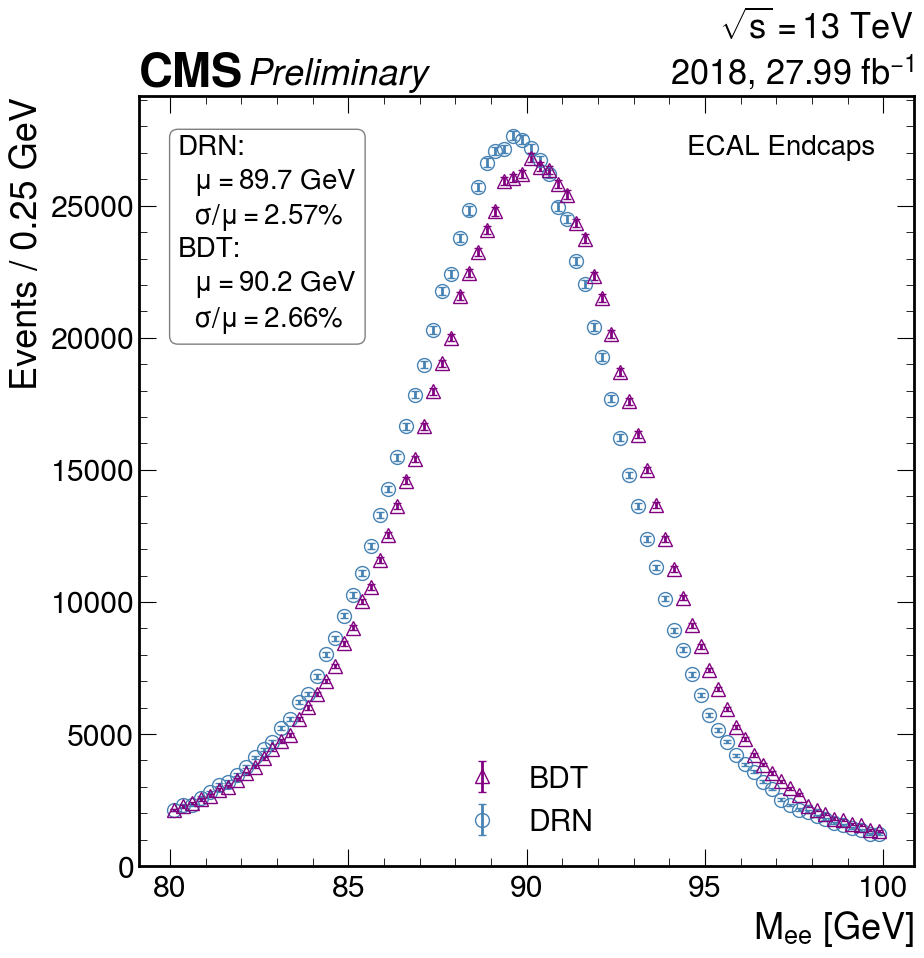 √s = 13 TeV
CMS Preliminary 2018, 27.99 fb⁻¹
Events / 0.25 GeV
DRN:
μ = 89.7 GeV
σ/μ = 2.57%
BDT:
μ = 90.2 GeV
σ/μ = 2.66%
ECAL Endcaps
25000
20000
15000
10000
5000
0
BDT
DRN
80 85 90 95 100
Mₑₑ [GeV]